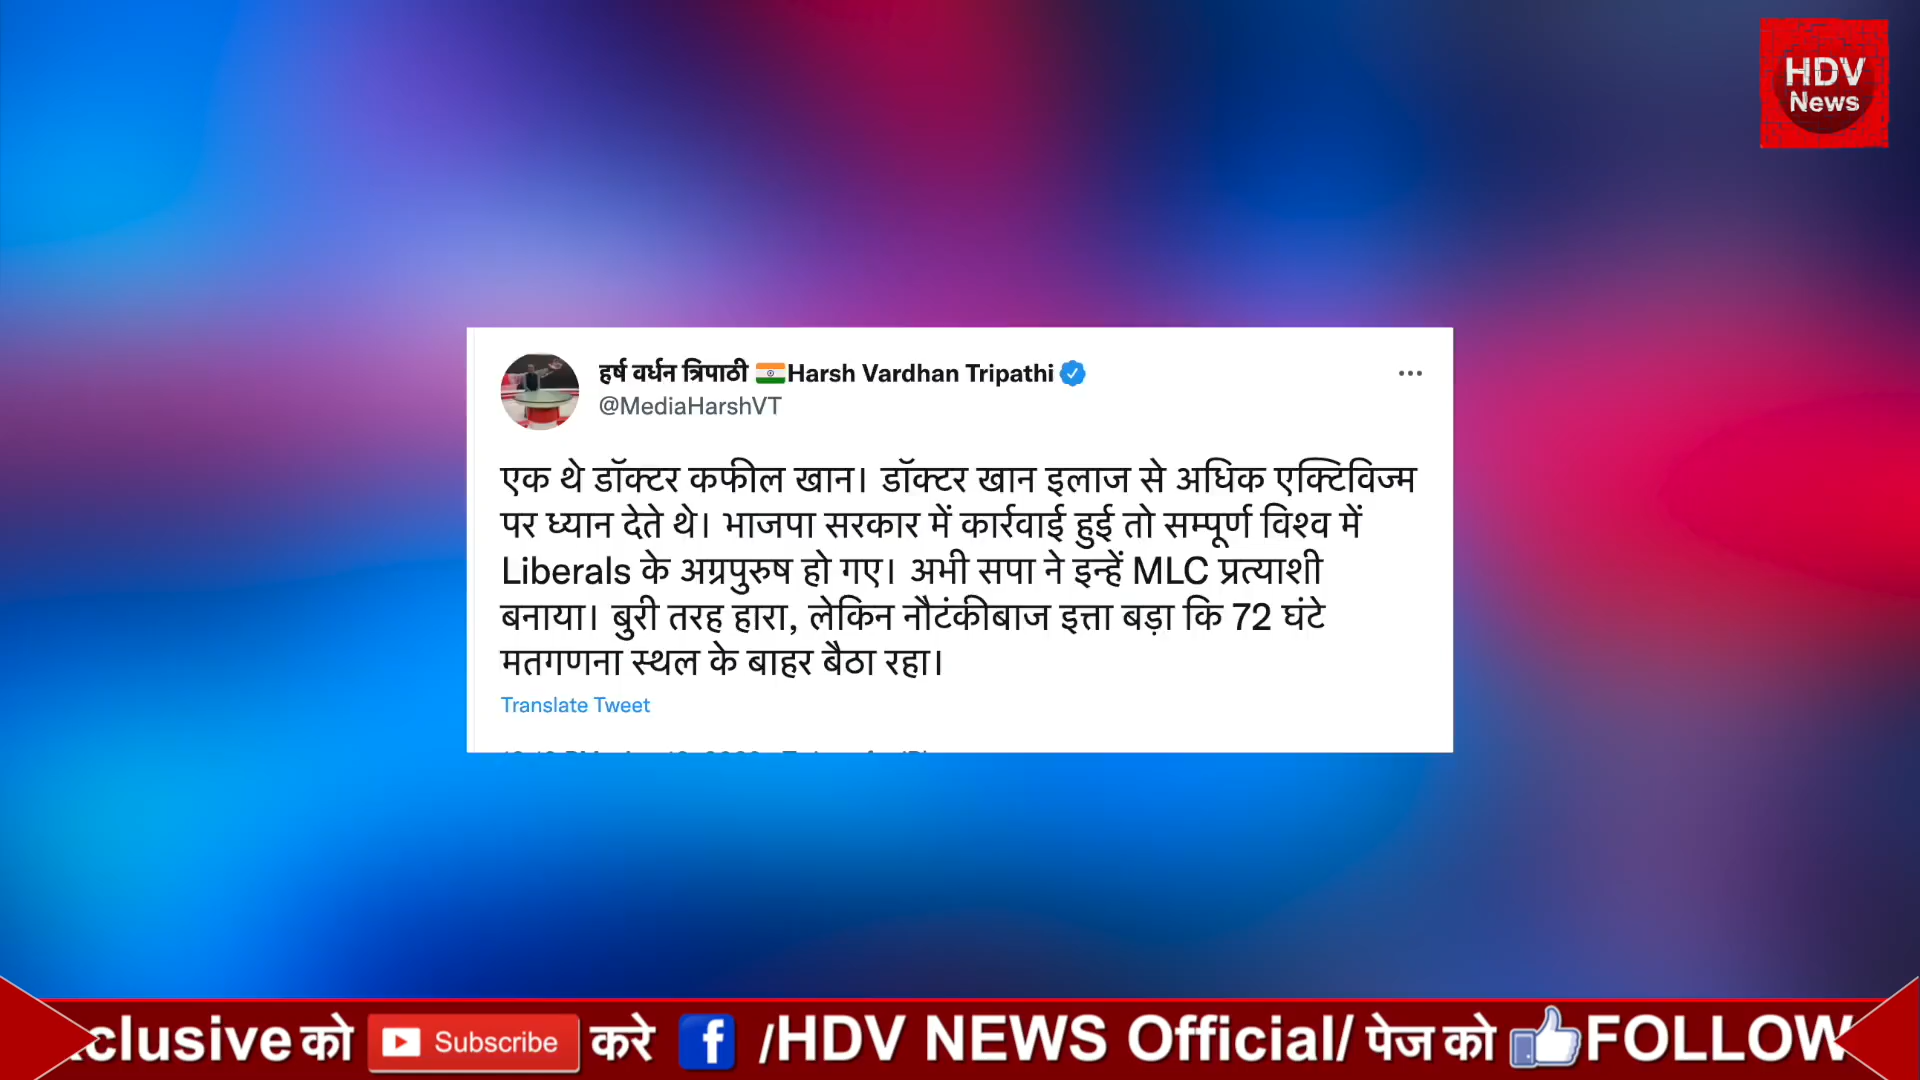 HDV
News
हर्ष वर्धन त्रिपाठी Harsh Vardhan Tripathi
@MediaHarshVT
एक थे डॉक्टर कफील खान। डॉक्टर खान इलाज से अधिक एक्टिविज्म
पर ध्यान देते थे। भाजपा सरकार में कार्रवाई हुई तो सम्पूर्ण विश्व में
Liberals के अग्रपुरुष हो गए। अभी सपा ने इन्हें MLC प्रत्याशी
बनाया। बुरी तरह हारा, लेकिन नौटंकीबाज इत्ता बड़ा कि 72 घंटे
मतगणना स्थल के बाहर बैठा रहा।
Translate Tweet
clusive को Subscribe करे f /HDV NEWS Official/ पेज को FOLLOW